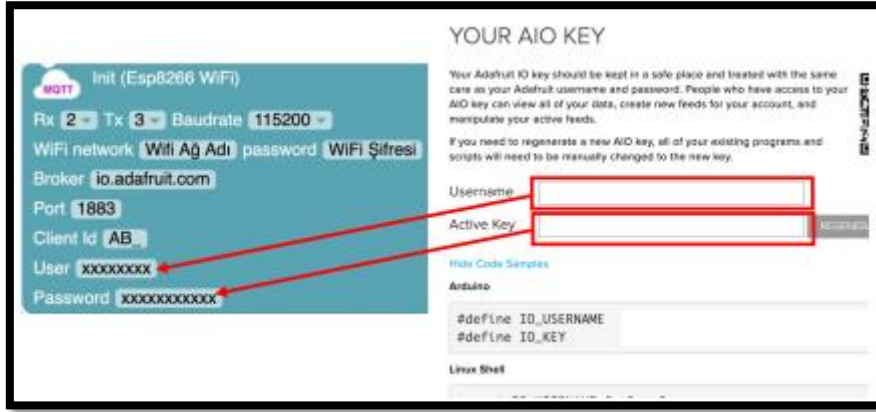 MQTT Init (Esp8266 WiFi)
Rx 2 Tx 3 Baudrate 115200
WiFi network Wifi Ağ Adı password WiFi Şifresi
Broker io.adafruit.com
Port 1883
Client Id AB_
User xxxxxxxx
Password xxxxxxxxxxx
YOUR AIO KEY
Your Adafruit IO key should be kept in a safe place and treated with the same
care as your Adafruit username and password. People who have access to your
AIO key can view all of your data, create new feeds for your account, and
manipulate your active feeds.
If you need to regenerate a new AIO key, all of your existing programs and
scripts will need to be manually changed to the new key.
Username
Active Key
Hide Code Samples
Arduino
#define IO_USERNAME
#define IO_KEY
Linux Shell